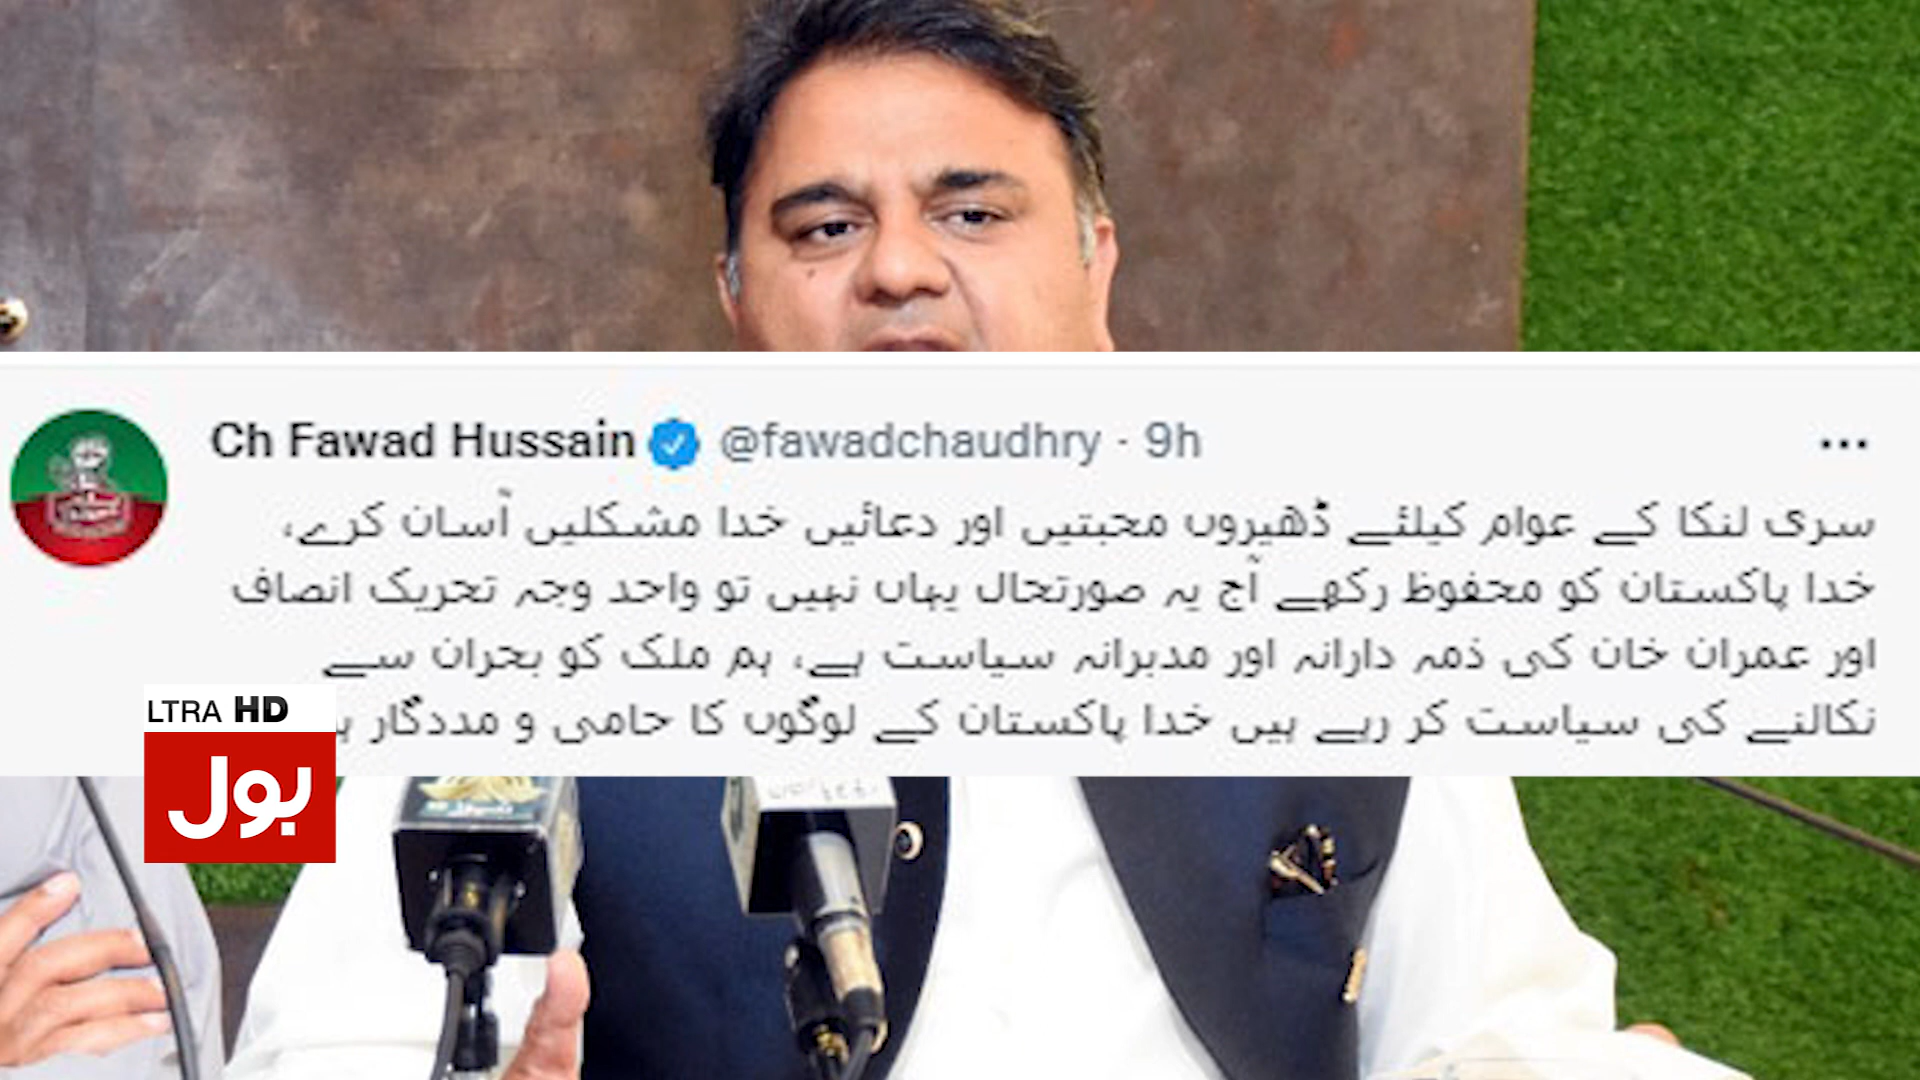 Ch Fawad Hussain @fawadchaudhry · 9h
سری لنکا کے عوام کیلئے ڈھیروں محبتیں اور دعائیں خدا مشکلیں آسان کرے،
خدا پاکستان کو محفوظ رکھے آج یہ صورتحال یہاں نہیں تو واحد وجہ تحریک انصاف
اور عمران خان کی ذمہ دارانہ اور مدبرانہ سیاست ہے، ہم ملک کو بحران سے
نکالنے کی سیاست کر رہے ہیں خدا پاکستان کے لوگوں کا حامی و مددگار
LTRA HD
بول